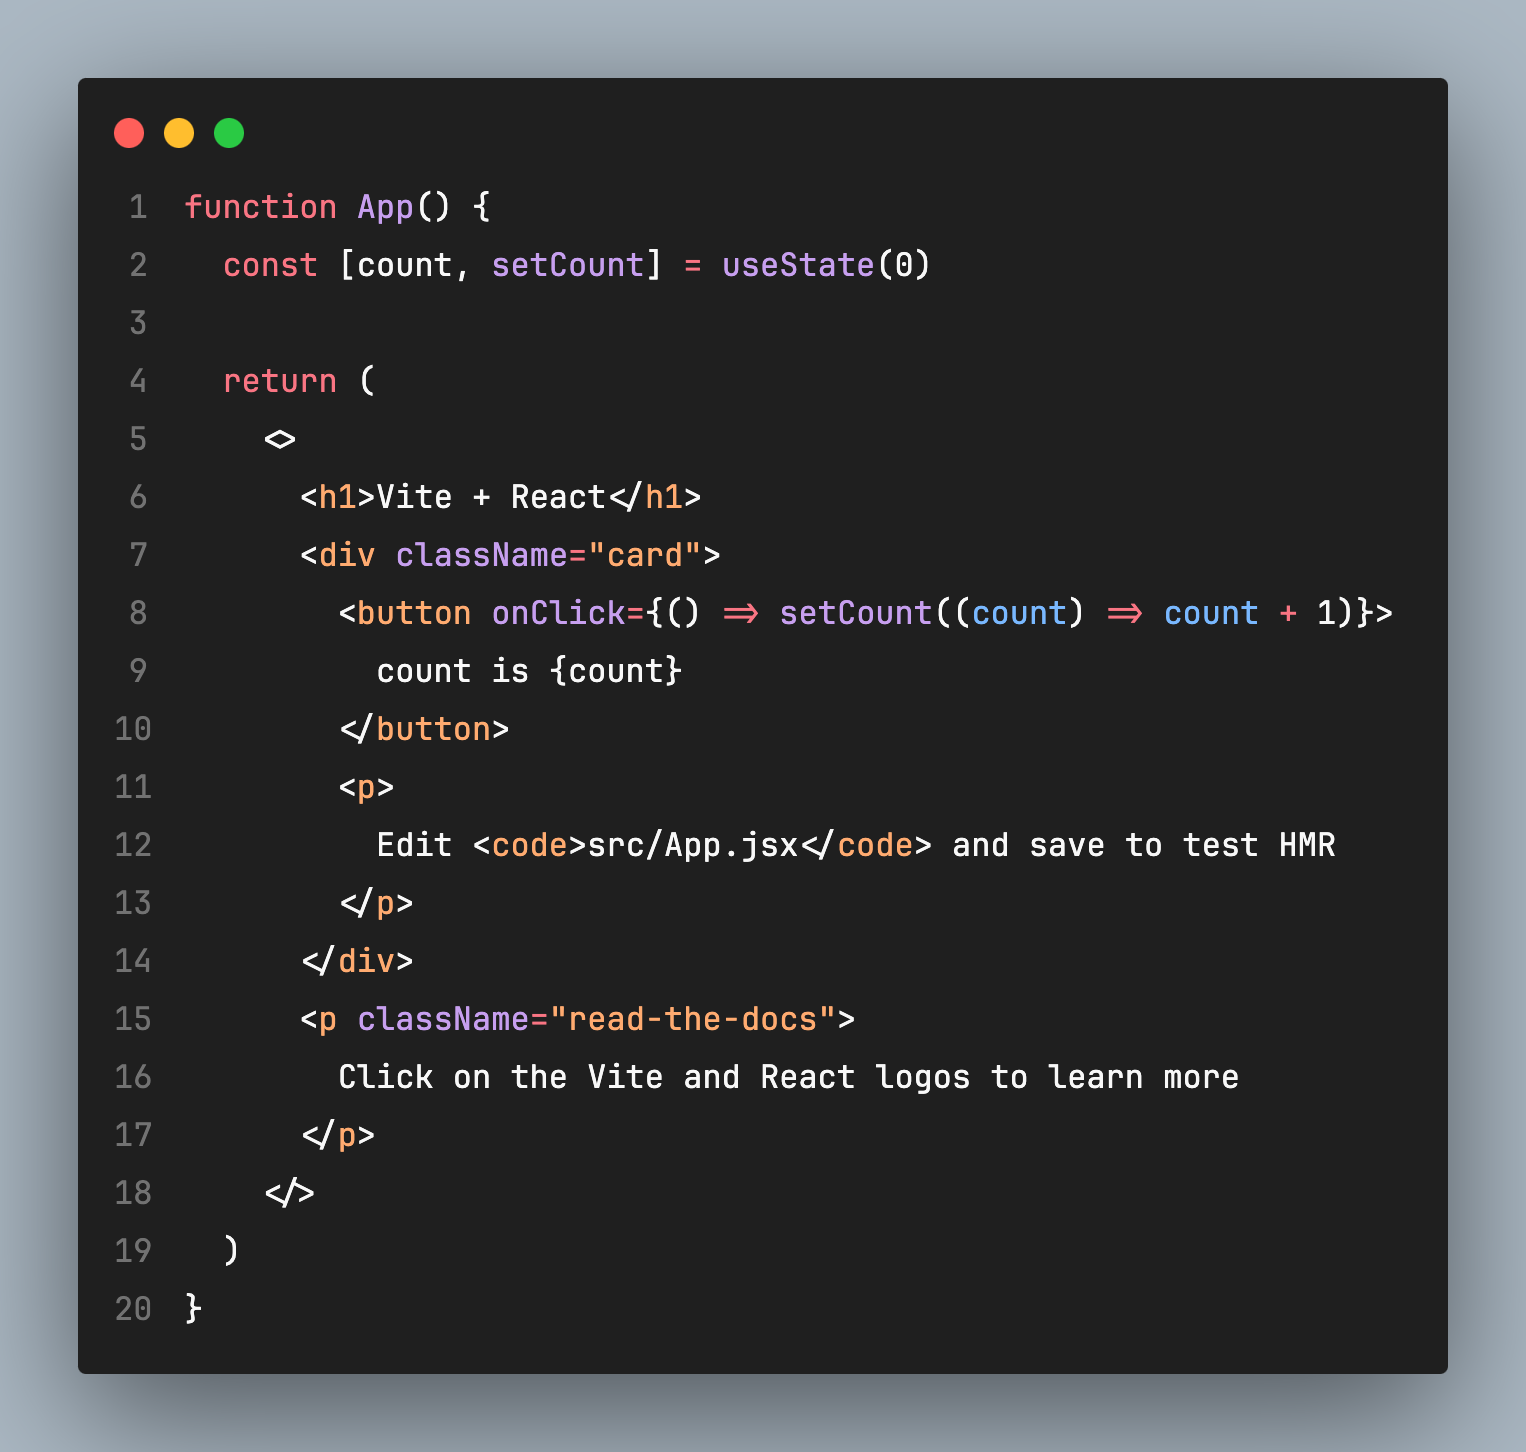 1 function App() {
2   const [count, setCount] = useState(0)
3
4   return (
5     <>
6       <h1>Vite + React</h1>
7       <div className="card">
8         <button onClick={() => setCount((count) => count + 1)}>
9           count is {count}
10         </button>
11         <p>
12           Edit <code>src/App.jsx</code> and save to test HMR
13         </p>
14       </div>
15       <p className="read-the-docs">
16         Click on the Vite and React logos to learn more
17       </p>
18     </>
19   )
20 }